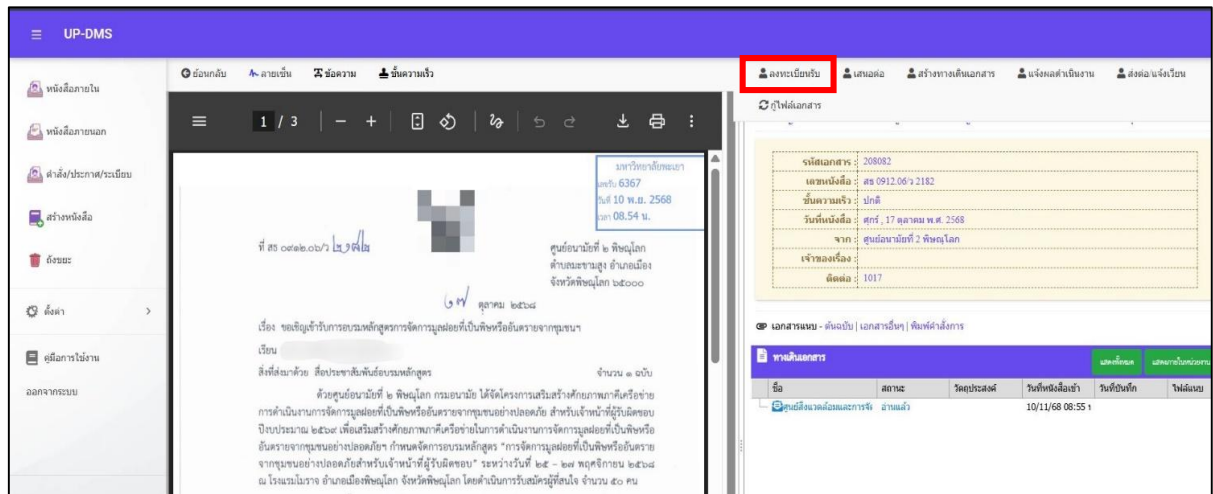 UP-DMS
หนังสือภายใน
หนังสือภายนอก
คำสั่ง/ประกาศ/ระเบียบ
สร้างหนังสือ
ถังขยะ
ตั้งค่า
คู่มือการใช้งาน
ออกจากระบบ
ย้อนกลับ ลายเซ็น ข้อความ ชั้นความเร็ว
1 / 3
มหาวิทยาลัยพะเยา
เลขรับ 6367
วันที่ 10 พ.ย. 2568
เวลา 08.54 น.
ที่ สธ ๐๙๑๒.๐๖/ว ๒๑๘๒
ศูนย์อนามัยที่ ๒ พิษณุโลก
ตำบลมะขามสูง อำเภอเมือง
จังหวัดพิษณุโลก ๖๕๐๐๐
๑๗ ตุลาคม ๒๕๖๘
เรื่อง ขอเชิญเข้ารับการอบรมหลักสูตรการจัดการมูลฝอยที่เป็นพิษหรืออันตรายจากชุมชนฯ
เรียน
สิ่งที่ส่งมาด้วย สื่อประชาสัมพันธ์อบรมหลักสูตร จำนวน ๑ ฉบับ
ด้วยศูนย์อนามัยที่ ๒ พิษณุโลก กรมอนามัย ได้จัดโครงการเสริมสร้างศักยภาพภาคีเครือข่าย
การดำเนินงานการจัดการมูลฝอยที่เป็นพิษหรืออันตรายจากชุมชนอย่างปลอดภัย สำหรับเจ้าหน้าที่ผู้รับผิดชอบ
ปีงบประมาณ ๒๕๖๙ เพื่อเสริมสร้างศักยภาพภาคีเครือข่ายในการดำเนินงานการจัดการมูลฝอยที่เป็นพิษหรือ
อันตรายจากชุมชนอย่างปลอดภัยฯ กำหนดจัดการอบรมหลักสูตร "การจัดการมูลฝอยที่เป็นพิษหรืออันตราย
จากชุมชนอย่างปลอดภัยสำหรับเจ้าหน้าที่ผู้รับผิดชอบ" ระหว่างวันที่ ๒๕ – ๒๗ พฤศจิกายน ๒๕๖๘
ณ โรงแรมไมราจ อำเภอเมืองพิษณุโลก จังหวัดพิษณุโลก โดยดำเนินการรับสมัครผู้ที่สนใจ จำนวน ๕๐ คน
ลงทะเบียนรับ เสนอต่อ สร้างทางเดินเอกสาร แจ้งผลดำเนินงาน ส่งต่อ/แจ้งเวียน
กู้ไฟล์เอกสาร
รหัสเอกสาร : 208082
เลขหนังสือ : สธ 0912.06/ว 2182
ชั้นความเร็ว : ปกติ
วันที่หนังสือ : ศุกร์ , 17 ตุลาคม พ.ศ. 2568
จาก : ศูนย์อนามัยที่ 2 พิษณุโลก
เจ้าของเรื่อง :
ติดต่อ : 1017
เอกสารแนบ - ต้นฉบับ | เอกสารอื่นๆ | พิมพ์คำสั่งการ
ทางเดินเอกสาร แสดงทั้งหมด แสดงภายในหน่วยงาน
ชื่อ สถานะ วัตถุประสงค์ วันที่หนังสือเข้า วันที่บันทึก ไฟล์แนบ
ศูนย์สิ่งแวดล้อมและการจั อ่านแล้ว 10/11/68 08:55